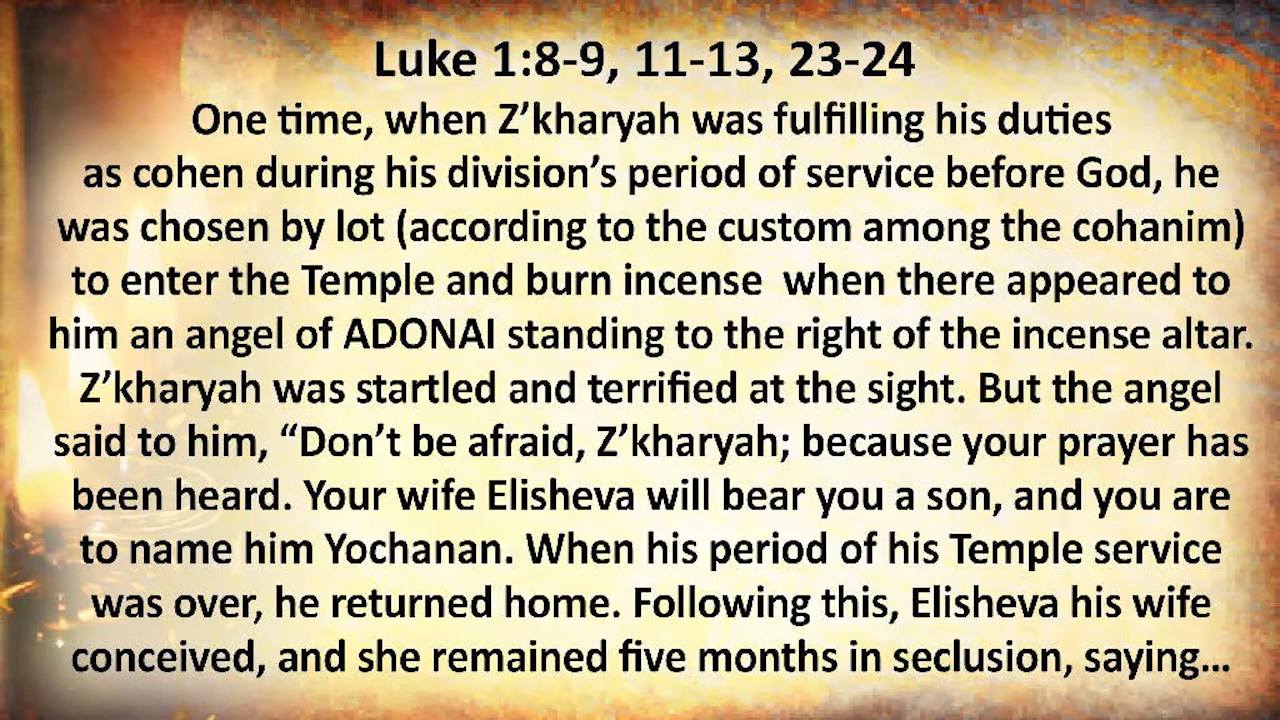 Luke 1:8-9, 11-13, 23-24
One time, when Z’kharyah was fulfilling his duties
as cohen during his division’s period of service before God, he
was chosen by lot (according to the custom among the cohanim)
to enter the Temple and burn incense  when there appeared to
him an angel of ADONAI standing to the right of the incense altar.
Z’kharyah was startled and terrified at the sight. But the angel
said to him, “Don’t be afraid, Z’kharyah; because your prayer has
been heard. Your wife Elisheva will bear you a son, and you are
to name him Yochanan. When his period of his Temple service
was over, he returned home. Following this, Elisheva his wife
conceived, and she remained five months in seclusion, saying…